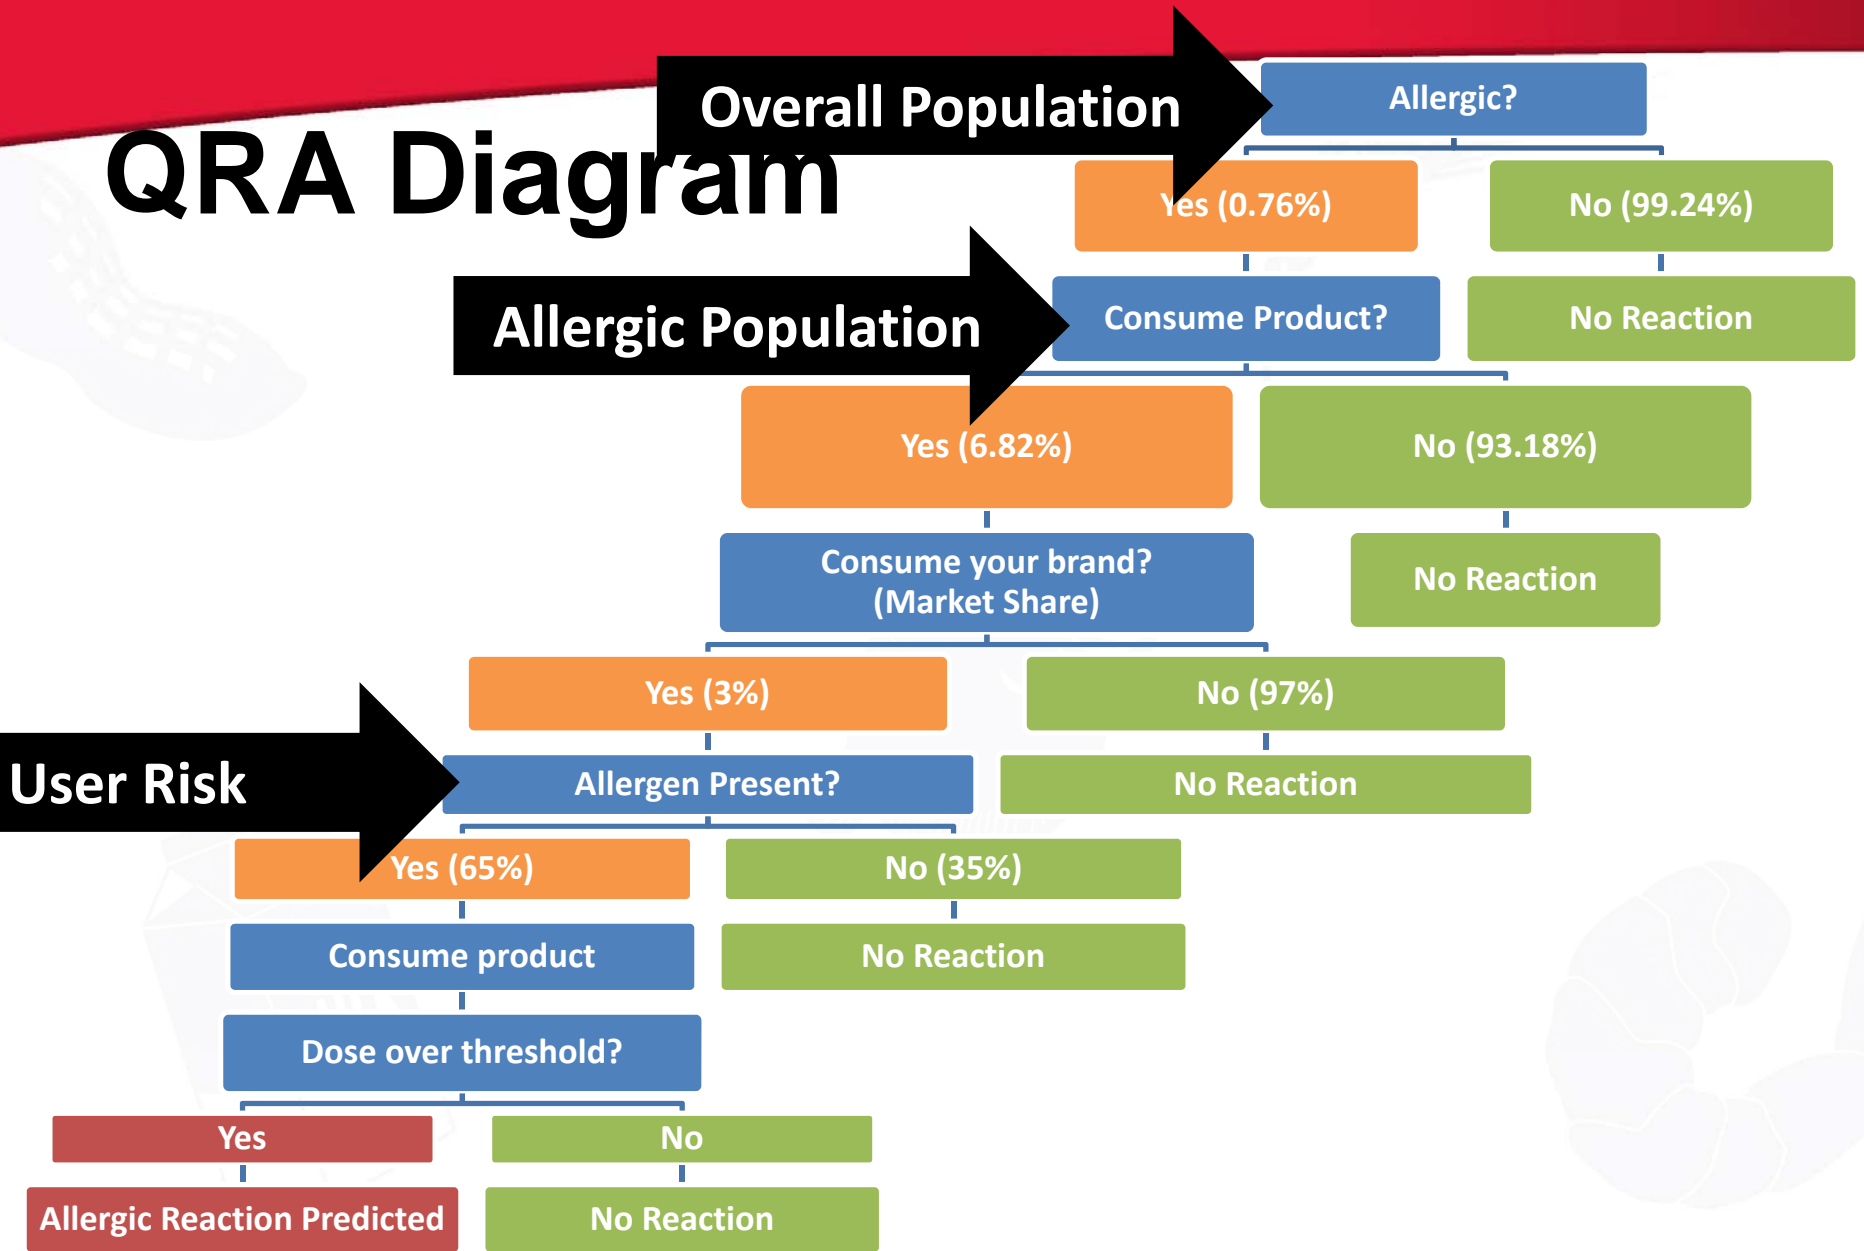 Overall Population
Allergic?
QRA Diagram
Yes (0.76%)
No (99.24%)
Allergic Population
Consume Product?
No Reaction
Yes (6.82%)
No (93.18%)
Consume your brand?
(Market Share)
No Reaction
Yes (3%)
No (97%)
User Risk
Allergen Present?
No Reaction
Yes (65%)
No (35%)
Consume product
No Reaction
Dose over threshold?
Yes
No
Allergic Reaction Predicted
No Reaction